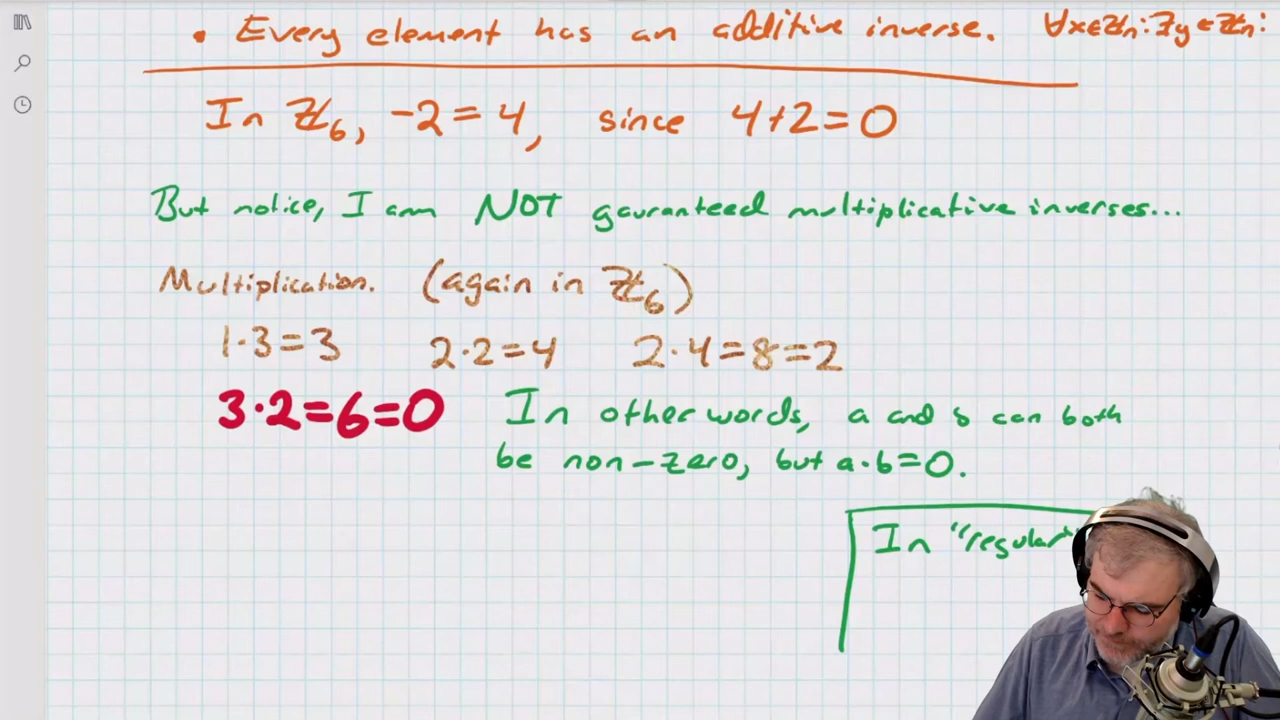 • Every element has an additive inverse. ∀x∈ℤn:∃y∈ℤn:
In ℤ6, -2=4, since 4+2=0
But notice, I am NOT gauranteed multiplicative inverses...
Multiplication. (again in ℤ6)
1·3=3 2·2=4 2·4=8=2
3·2=6=0 In other words, a and b can both
be non-zero, but a·b=0.
In "regular"